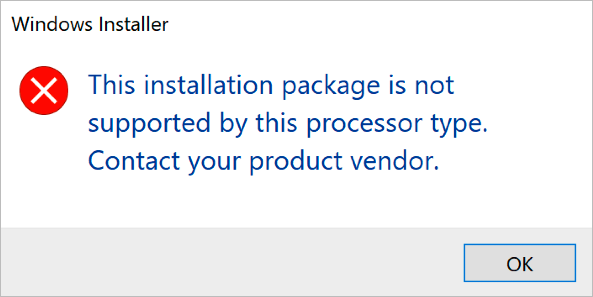 Windows Installer
This installation package is not
supported by this processor type.
Contact your product vendor.
OK